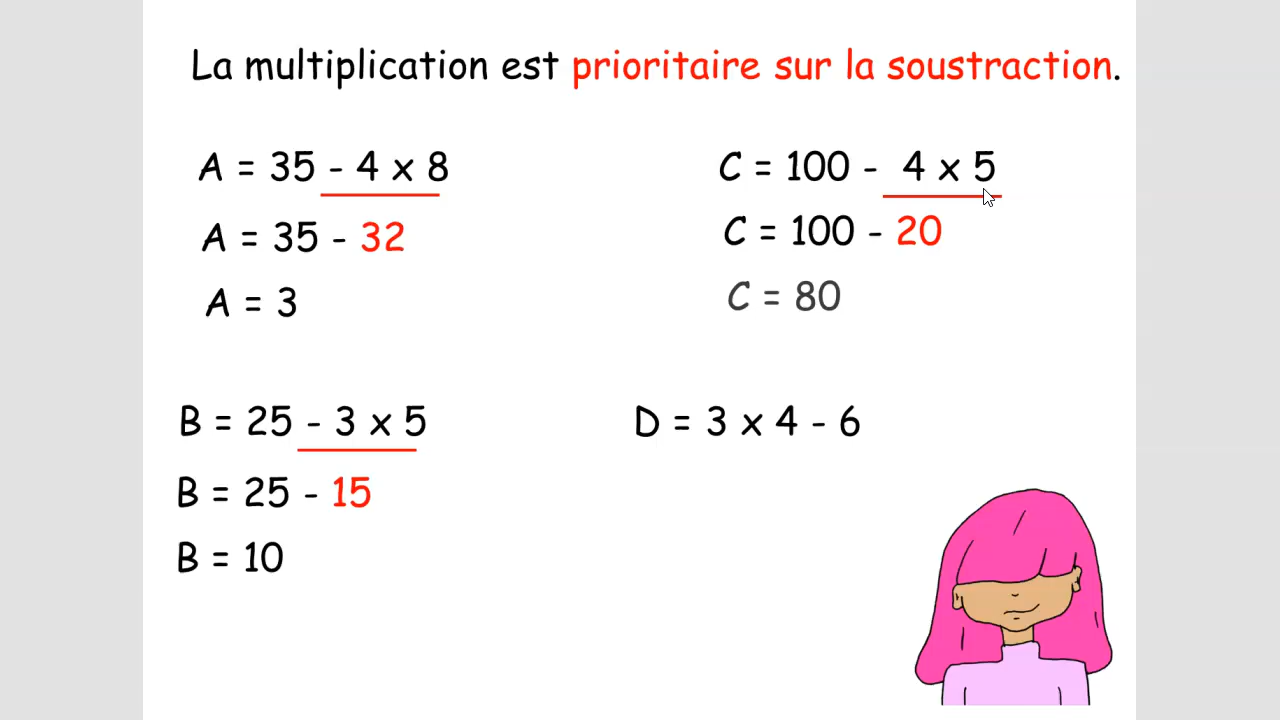 La multiplication est prioritaire sur la soustraction.
A = 35 - 4 x 8
A = 35 - 32
A = 3
C = 100 - 4 x 5
C = 100 - 20
C = 80
B = 25 - 3 x 5
B = 25 - 15
B = 10
D = 3 x 4 - 6